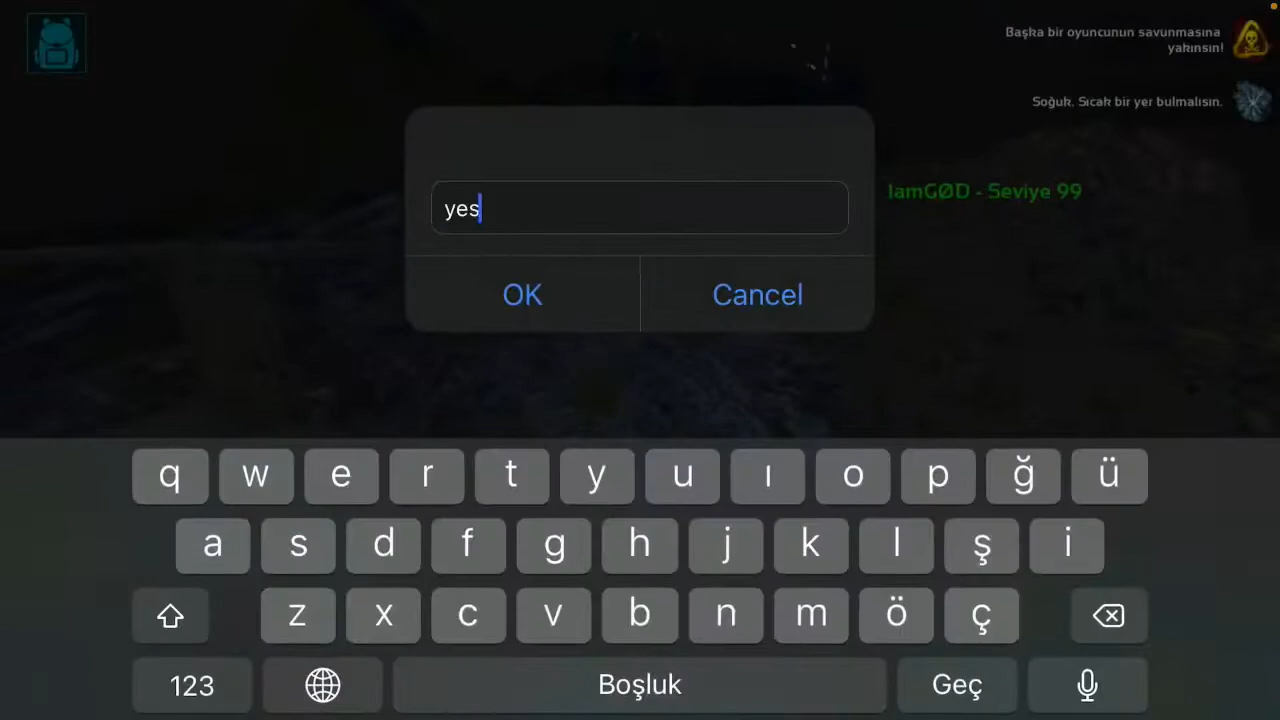 Başka bir oyuncunun savunmasına
yakınsın!
Soğuk. Sıcak bir yer bulmalısın.
IamGØD - Seviye 99
yes
OK Cancel
q w e r t y u ı o p ğ ü
a s d f g h j k l ş i
z x c v b n m ö ç
123 Boşluk Geç